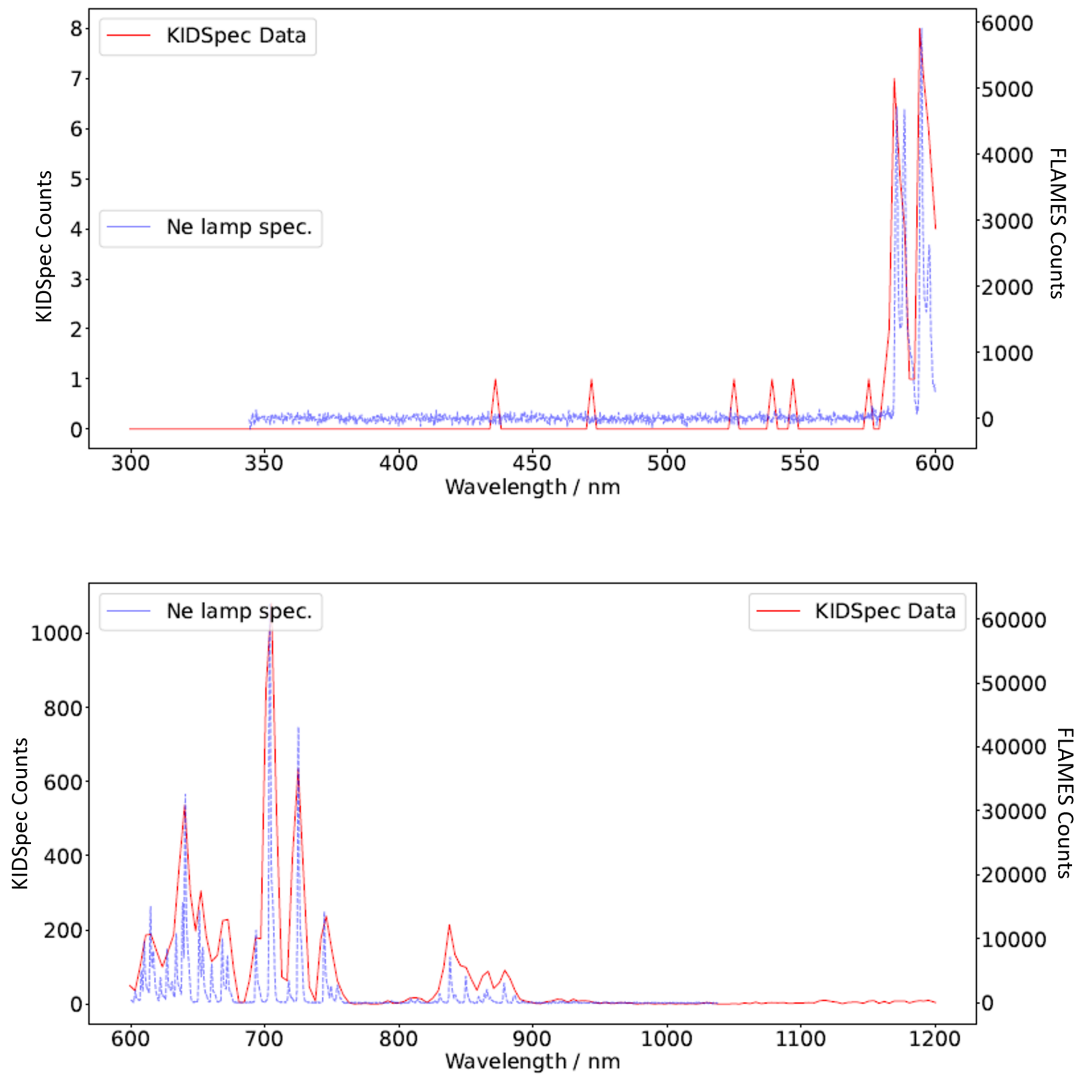 KIDSpec Data
Ne lamp spec.
KIDSpec Counts
8
7
6
5
4
3
2
1
0
FLAMES Counts
6000
5000
4000
3000
2000
1000
0
300 350 400 450 500 550 600
Wavelength / nm
Ne lamp spec.
KIDSpec Data
KIDSpec Counts
1000
800
600
400
200
0
FLAMES Counts
60000
50000
40000
30000
20000
10000
0
600 700 800 900 1000 1100 1200
Wavelength / nm